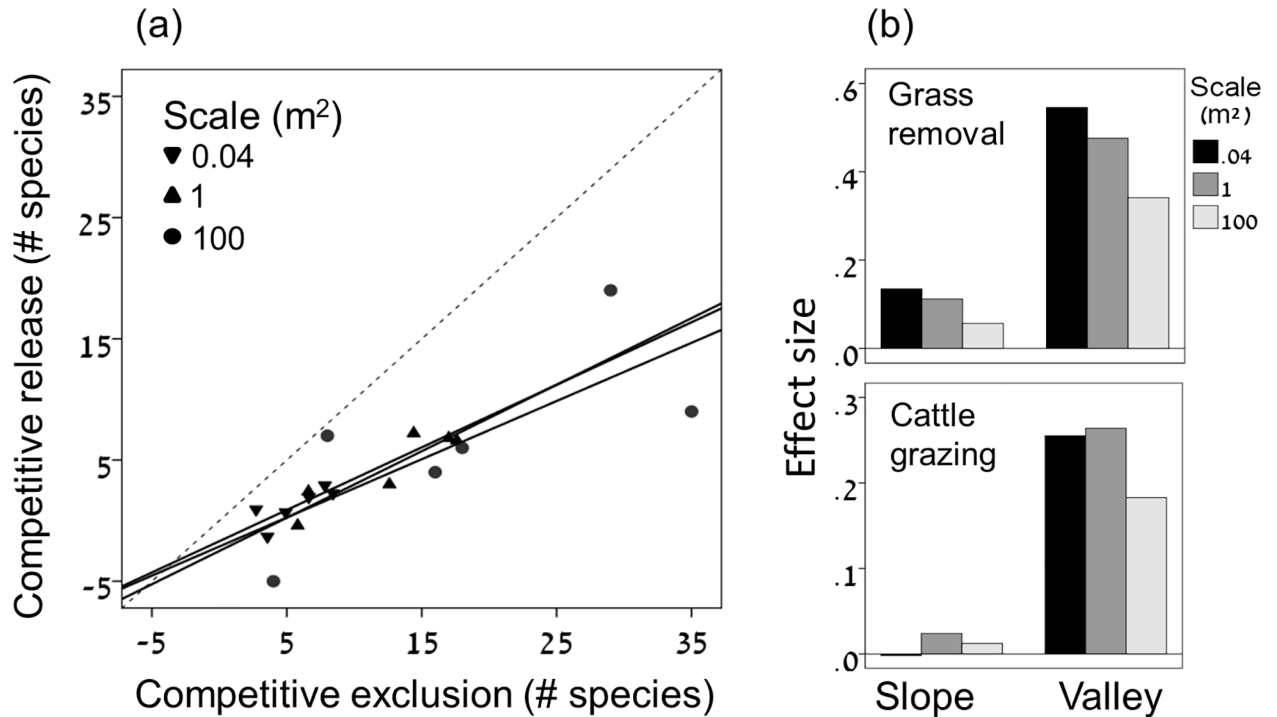 (a)
Competitive release (# species)
35
25
15
5
-5
Scale (m²)
0.04
1
100
-5 5 15 25 35
Competitive exclusion (# species)
(b)
Effect size
.6
.4
.2
.0
Grass
removal
Scale
(m²)
.04
1
100
.3
.2
.1
.0
Cattle
grazing
Slope Valley